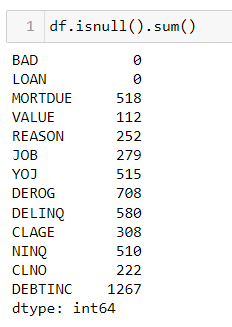 1 df.isnull().sum()
BAD 0
LOAN 0
MORTDUE 518
VALUE 112
REASON 252
JOB 279
YOJ 515
DEROG 708
DELINQ 580
CLAGE 308
NINQ 510
CLNO 222
DEBTINC 1267
dtype: int64